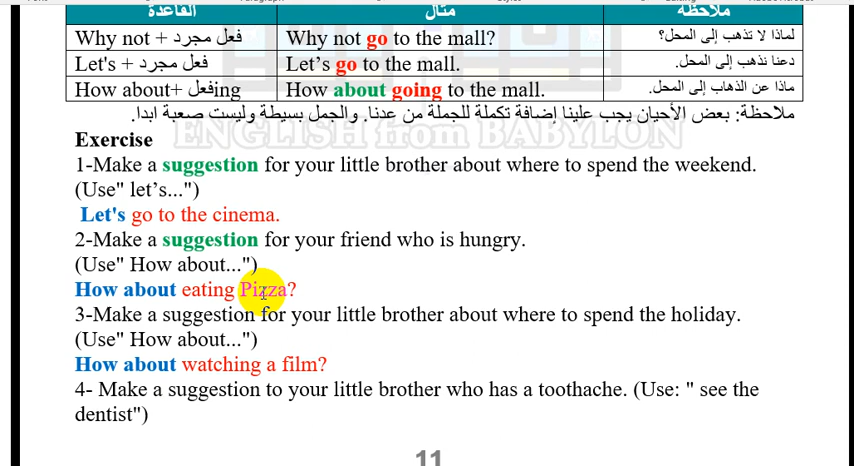 القاعدة	مثال	ملاحظة
Why not + فعل مجرد	Why not go to the mall?	لماذا لا تذهب إلى المحل؟
Let's + فعل مجرد	Let’s go to the mall.	دعنا نذهب إلى المحل.
How about+ فعلing	How about going to the mall.	ماذا عن الذهاب إلى المحل.
ملاحظة: بعض الأحيان يجب علينا إضافة تكملة للجملة من عدنا. والجمل بسيطة وليست صعبة ابدا.
ENGLISH from BABYLON
Exercise
1-Make a suggestion for your little brother about where to spend the weekend.
(Use" let’s...")
Let's go to the cinema.
2-Make a suggestion for your friend who is hungry.
(Use" How about...")
How about eating Pizza?
3-Make a suggestion for your little brother about where to spend the holiday.
(Use" How about...")
How about watching a film?
4- Make a suggestion to your little brother who has a toothache. (Use: " see the
dentist")
11